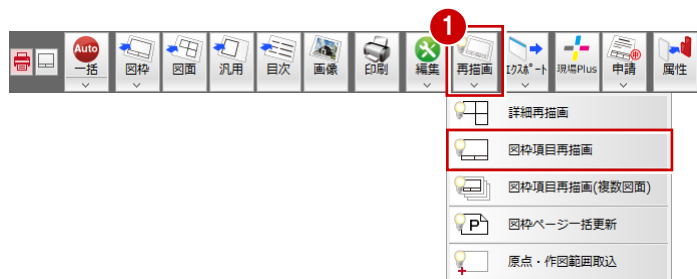 1
Auto
一括 図枠 図面 汎用 目次 画像 印刷 編集 再描画 エクスポート 現場Plus 申請 属性
詳細再描画
図枠項目再描画
図枠項目再描画(複数図面)
P 図枠ページ一括更新
原点・作図範囲取込